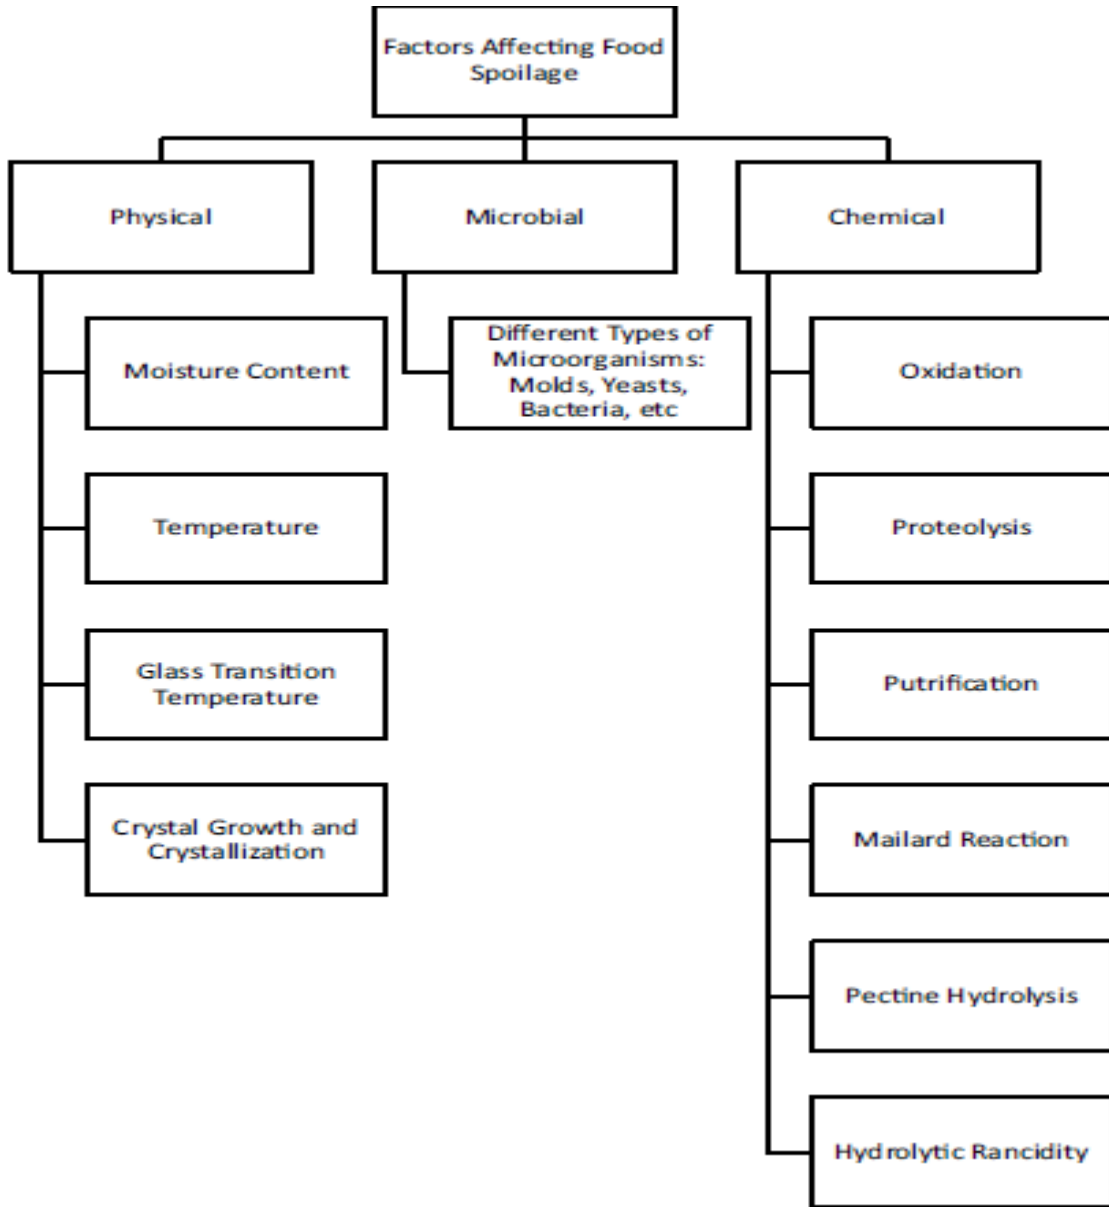 Factors Affecting Food
Spoilage
Physical
Microbial
Chemical
Moisture Content
Different Types of
Microorganisms:
Molds, Yeasts,
Bacteria, etc
Oxidation
Temperature
Proteolysis
Glass Transition
Temperature
Putrification
Crystal Growth and
Crystallization
Mailard Reaction
Pectine Hydrolysis
Hydrolytic Rancidity